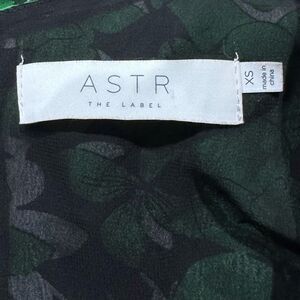 ASTR
THE LABEL
XS
made in
china